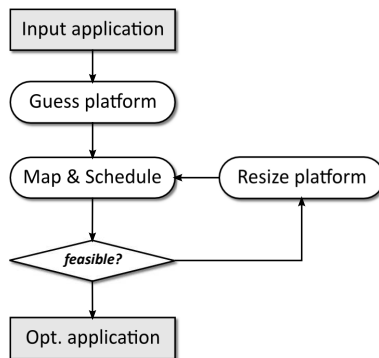 Input application
Guess platform
Map & Schedule
Resize platform
feasible?
Opt. application